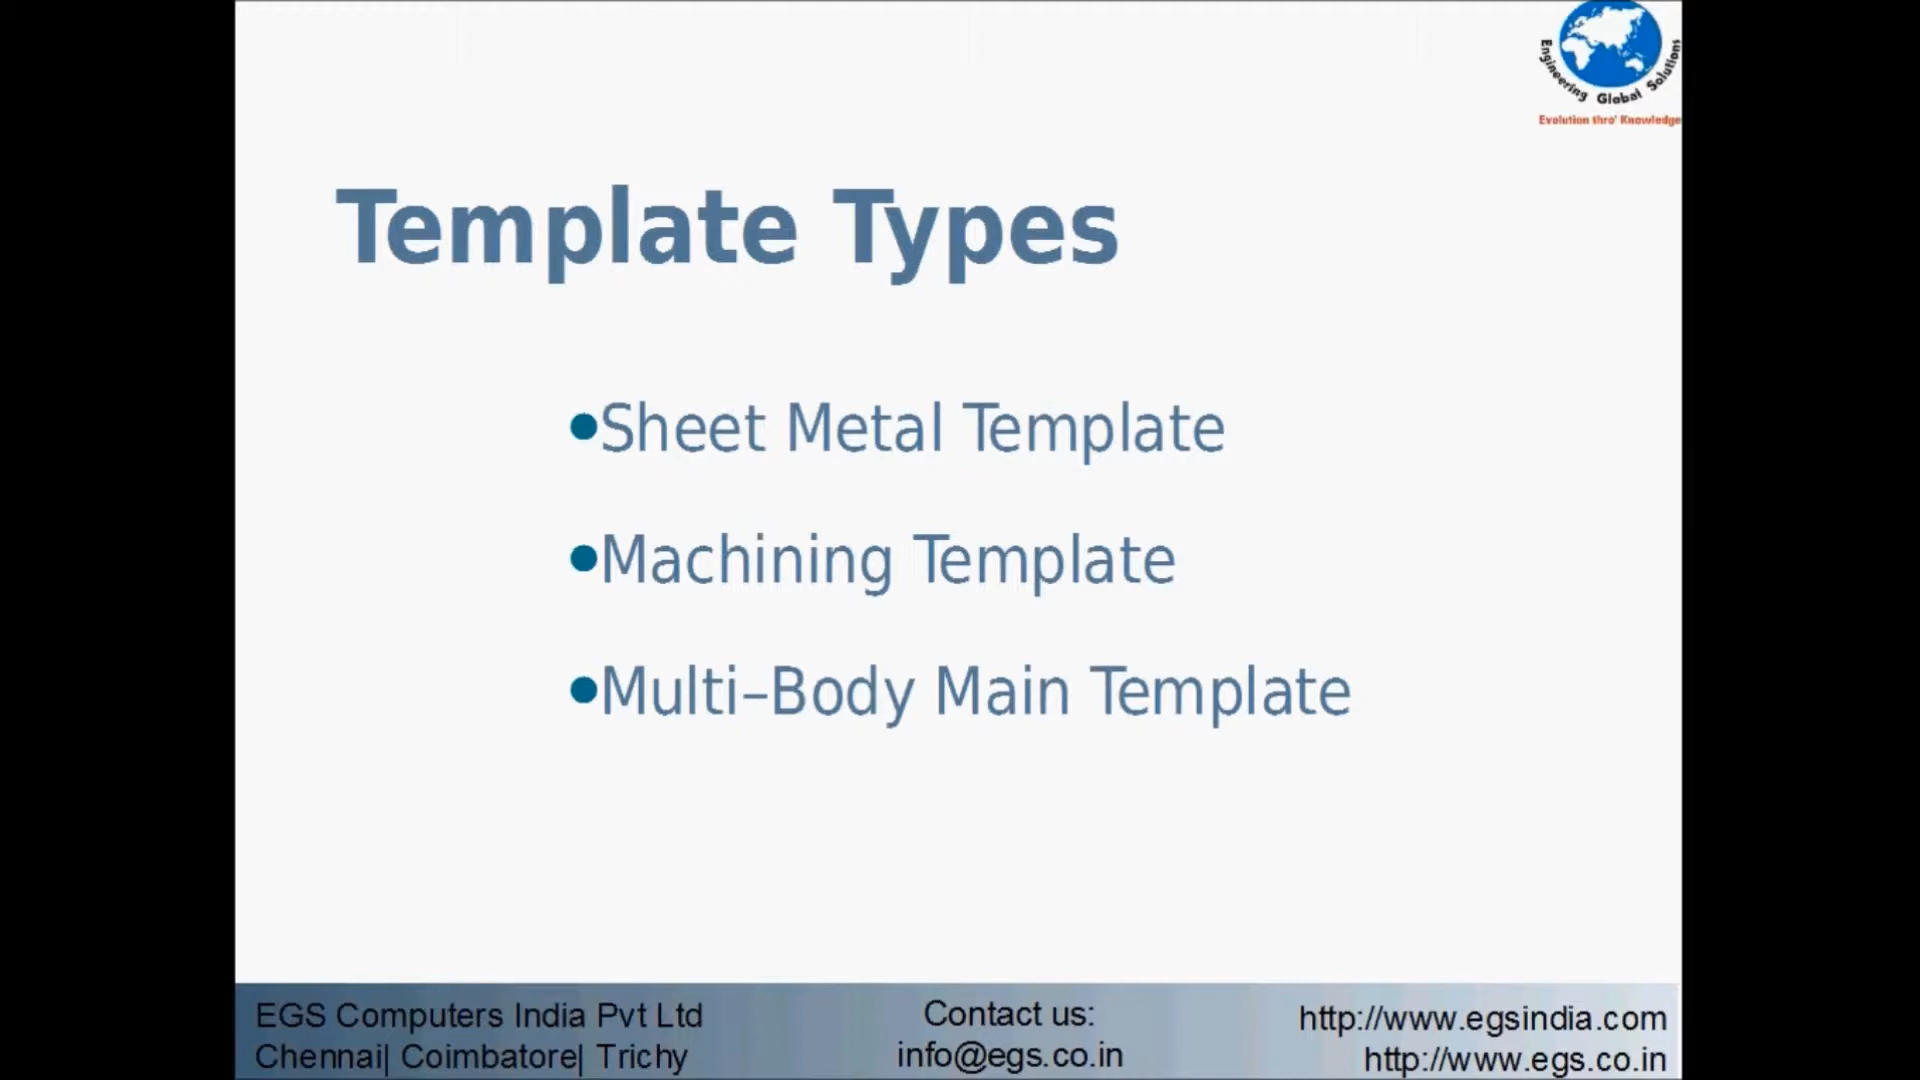 Engineering Global Solutions
Evolution thro' Knowledge
Template Types
•Sheet Metal Template
•Machining Template
•Multi–Body Main Template
EGS Computers India Pvt Ltd
Chennai| Coimbatore| Trichy
Contact us:
info@egs.co.in
http://www.egsindia.com
http://www.egs.co.in